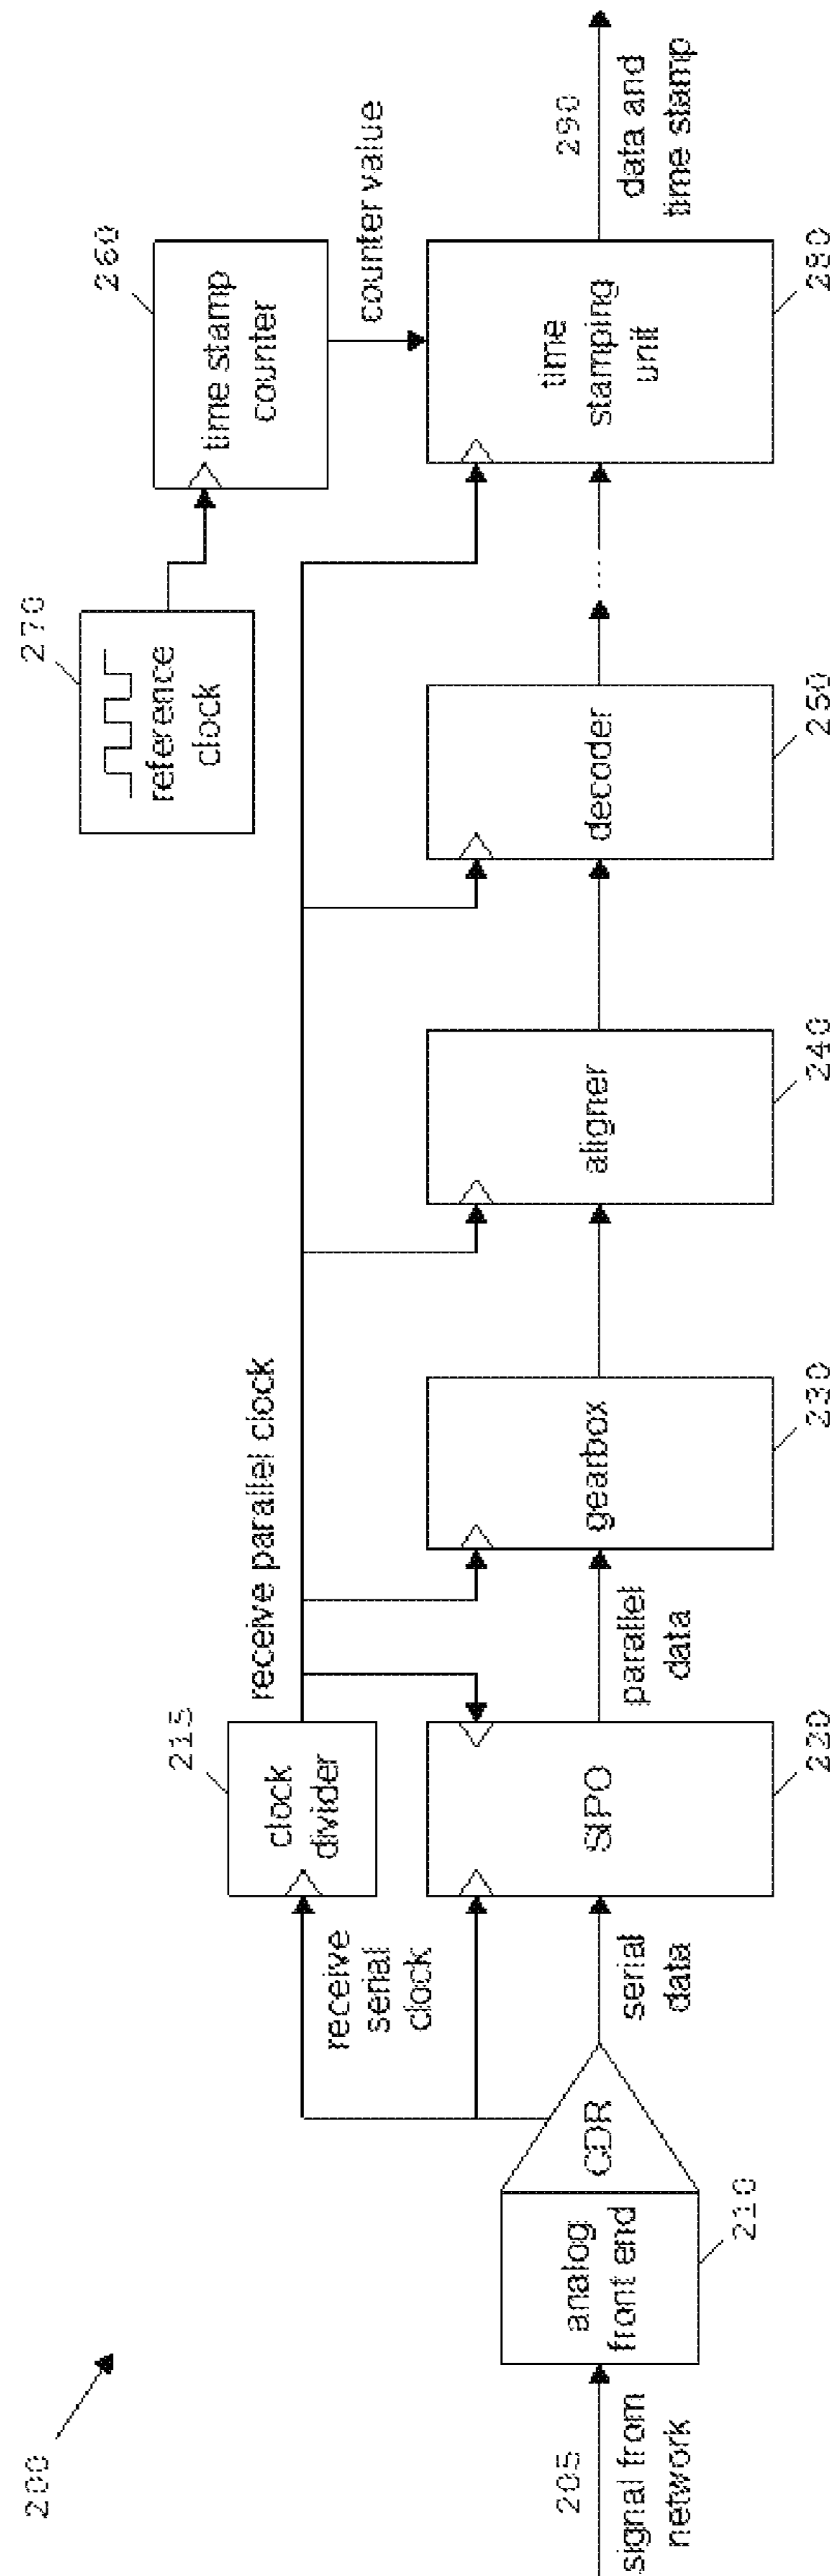 200
205
signal from
network
analog
front end
CDR
210
receive
serial
clock
serial
data
clock
divider
215
SIPO
220
receive parallel clock
parallel
data
gearbox
230
aligner
240
decoder
250
...
270
reference
clock
260
time stamp
counter
counter value
time
stamping
unit
280
290
data and
time stamp